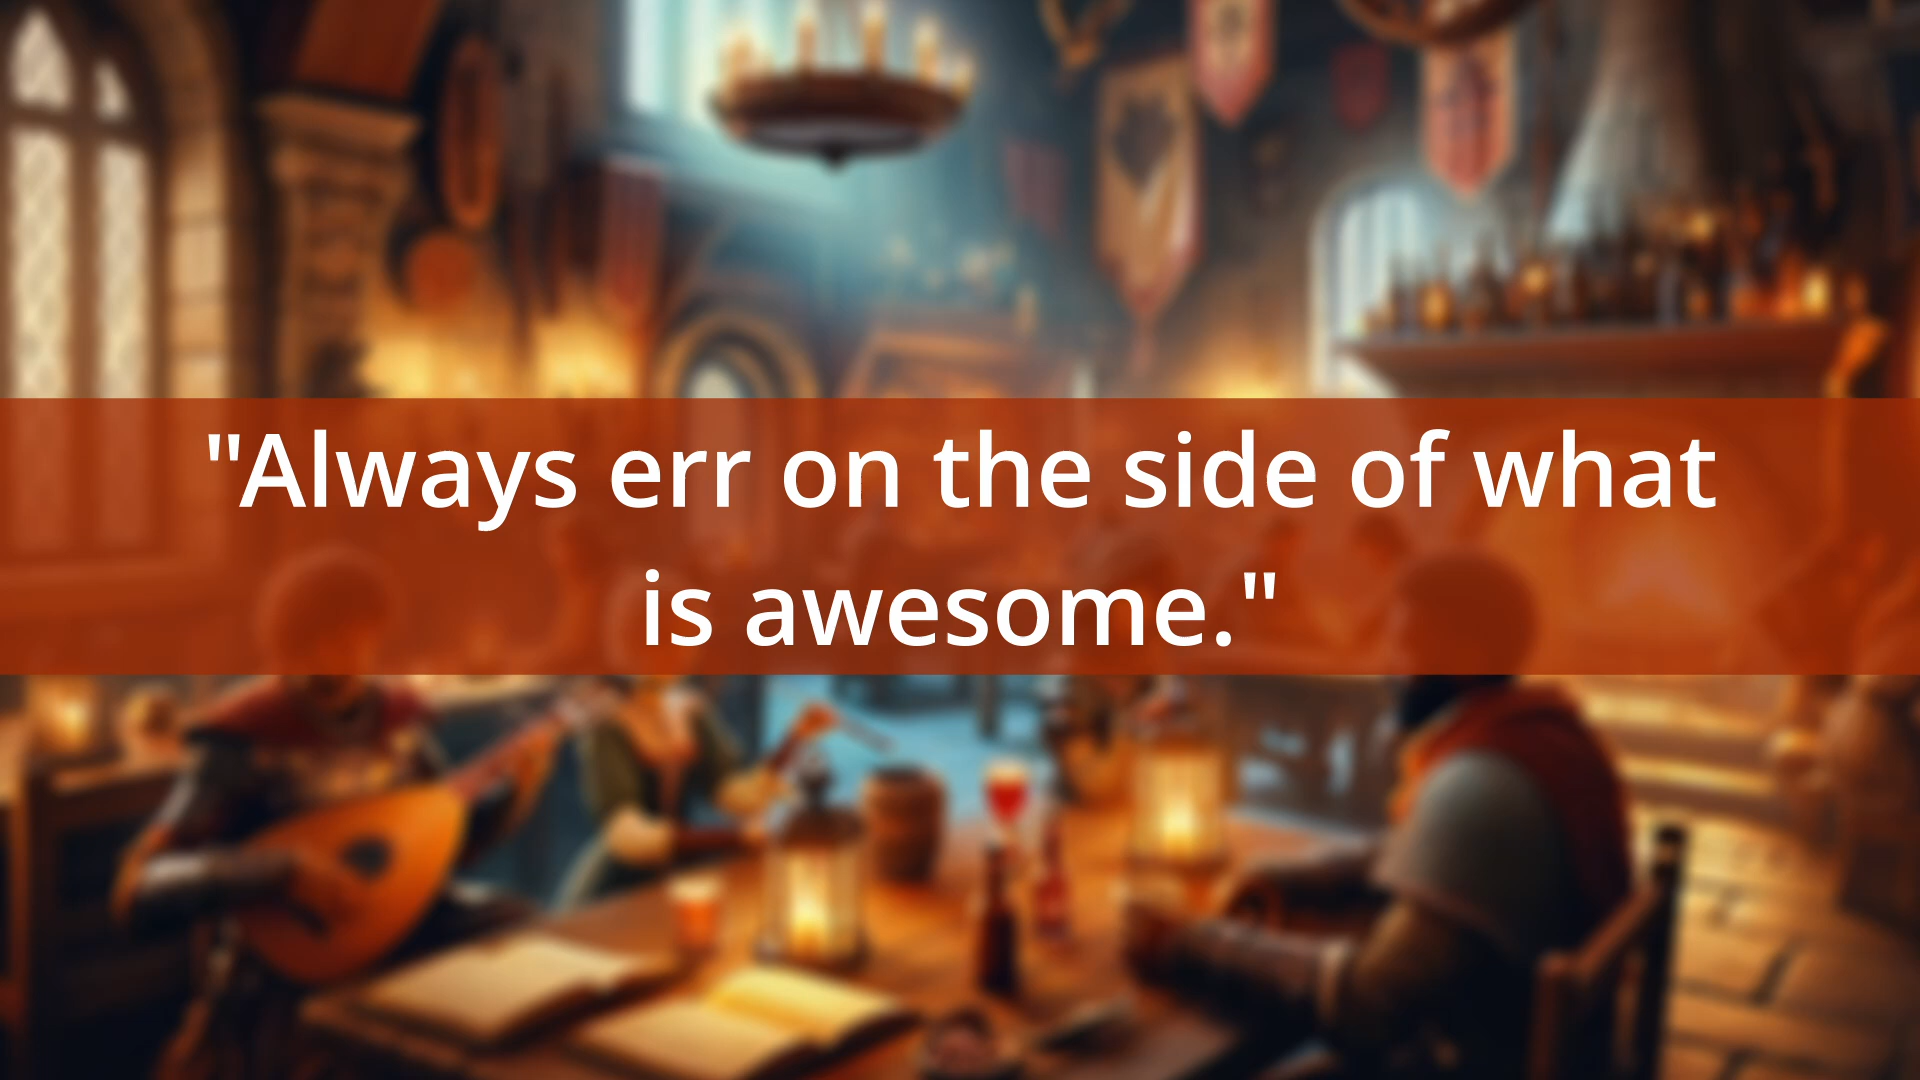 "Always err on the side of what
is awesome."